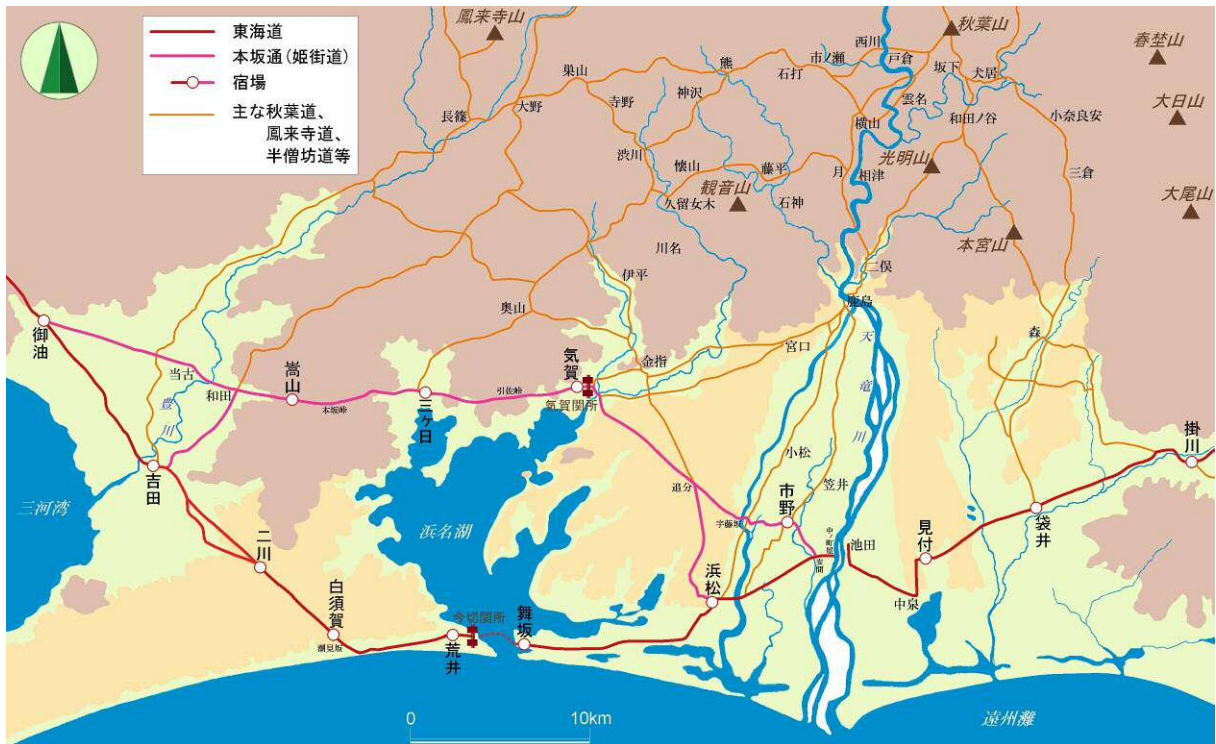 東海道
本坂通(姫街道)
宿場
主な秋葉道、
鳳来寺道、
半僧坊道等
鳳来寺山
秋葉山
春埜山
大日山
大尾山
光明山
本宮山
観音山
西川
市ノ瀬
戸倉
坂下
犬居
熊
石打
巣山
神沢
雲名
大野
寺野
長篠
横山
和田ノ谷
小奈良安
渋川
懐山
藤平
月
相津
三倉
久留女木
石神
川名
伊平
二俣
奥山
鹿島
天竜川
森
宮口
金指
御油
当古
和田
嵩山
本坂峠
三ヶ日
引佐峠
気賀
気賀関所
豊川
吉田
三河湾
浜名湖
追分
小松
笠井
市野
宇藤坂
安間
池田
見付
袋井
掛川
中泉
浜松
二川
白須賀
潮見坂
荒井
今切関所
舞坂
遠州灘
0
10km